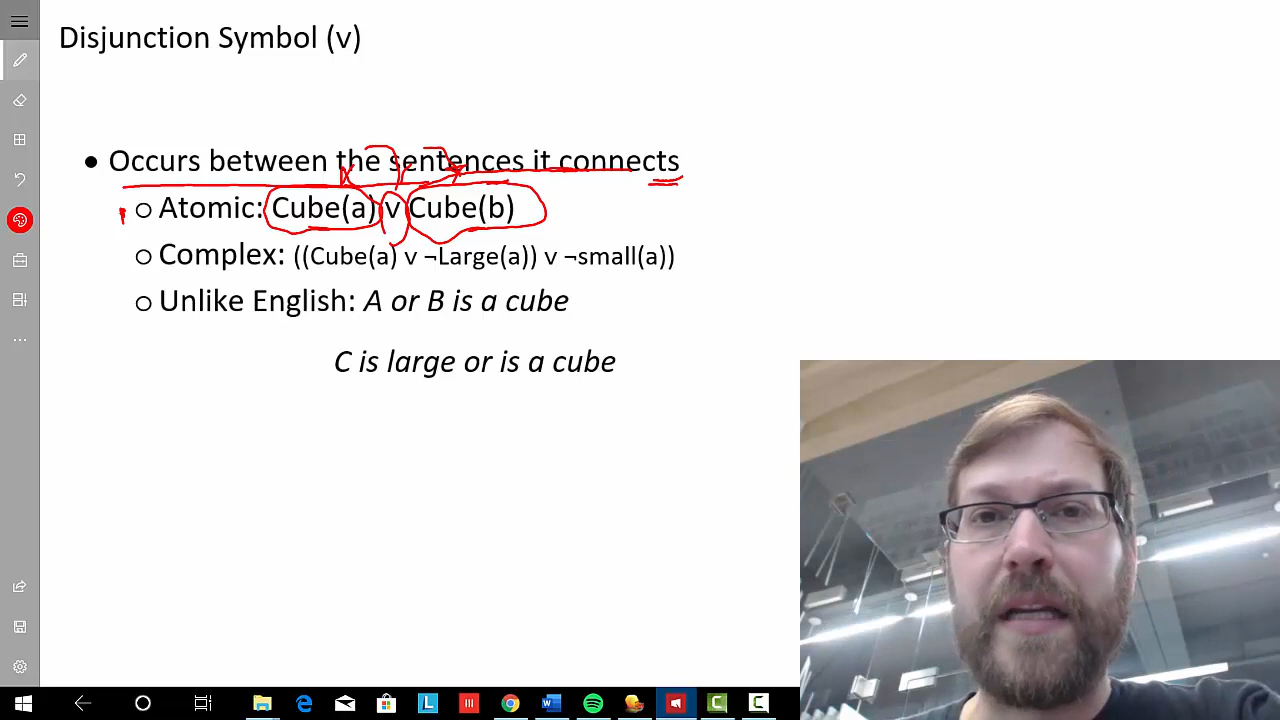 Disjunction Symbol (v)
● Occurs between the sentences it connects
○ Atomic: Cube(a) v Cube(b)
○ Complex: ((Cube(a) v ¬Large(a)) v ¬small(a))
○ Unlike English: A or B is a cube
C is large or is a cube